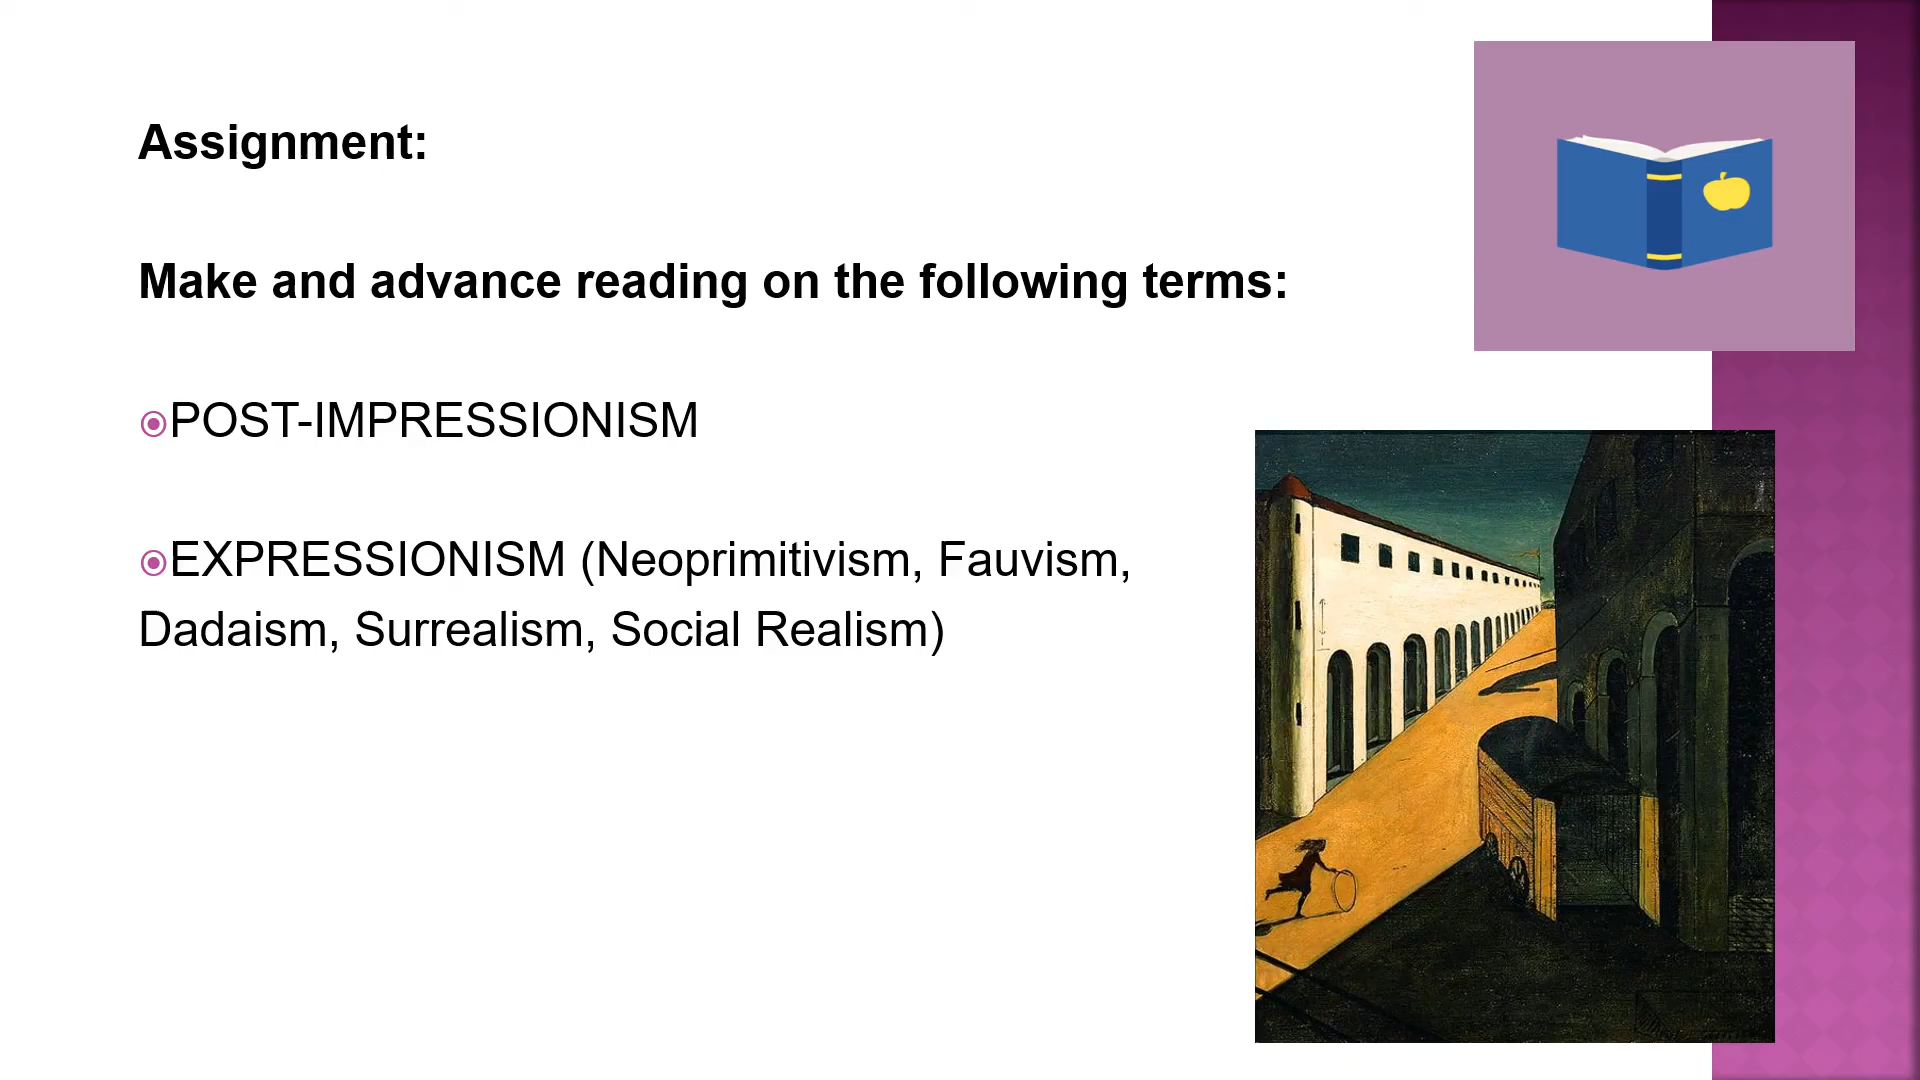 Assignment:
Make and advance reading on the following terms:
POST-IMPRESSIONISM
EXPRESSIONISM (Neoprimitivism, Fauvism,
Dadaism, Surrealism, Social Realism)